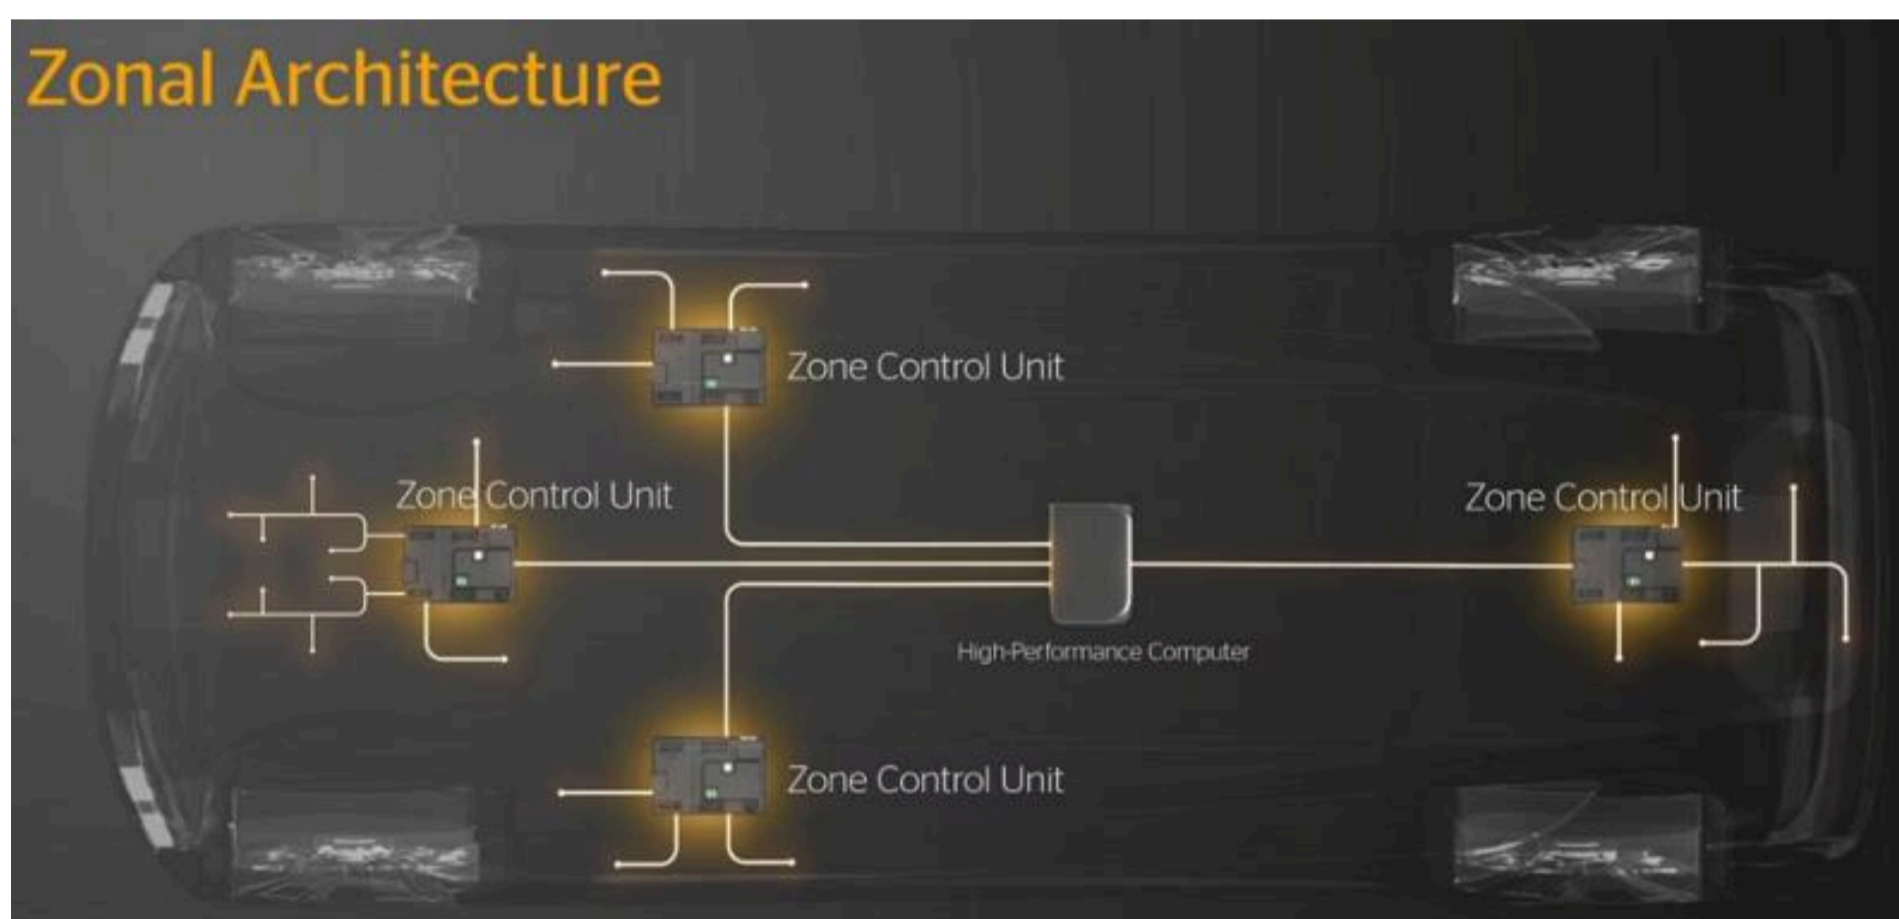 Zonal Architecture
Zone Control Unit
Zone Control Unit
Zone Control Unit
High-Performance Computer
Zone Control Unit